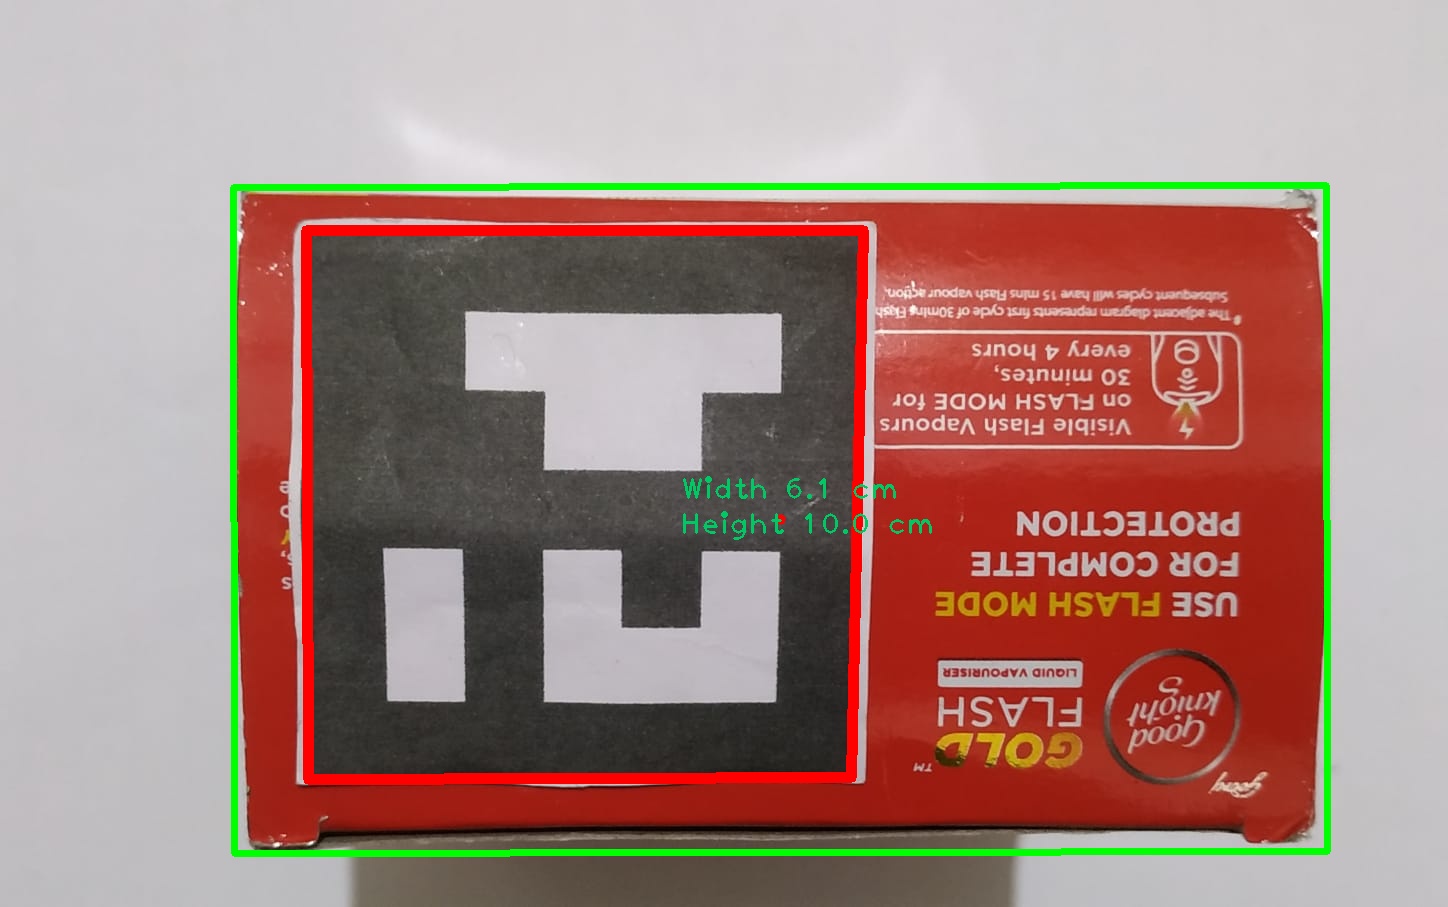 Width 6.1 cm
Height 10.0 cm
godrej
Good
knight
GOLD™
FLASH
LIQUID VAPOURISER
USE FLASH MODE
FOR COMPLETE
PROTECTION
Visible Flash Vapours
on FLASH MODE for
30 minutes,
every 4 hours
# The adjacent diagram represents first cycle of 30mins Flash
Subsequent cycles will have 15 mins Flash vapour action.